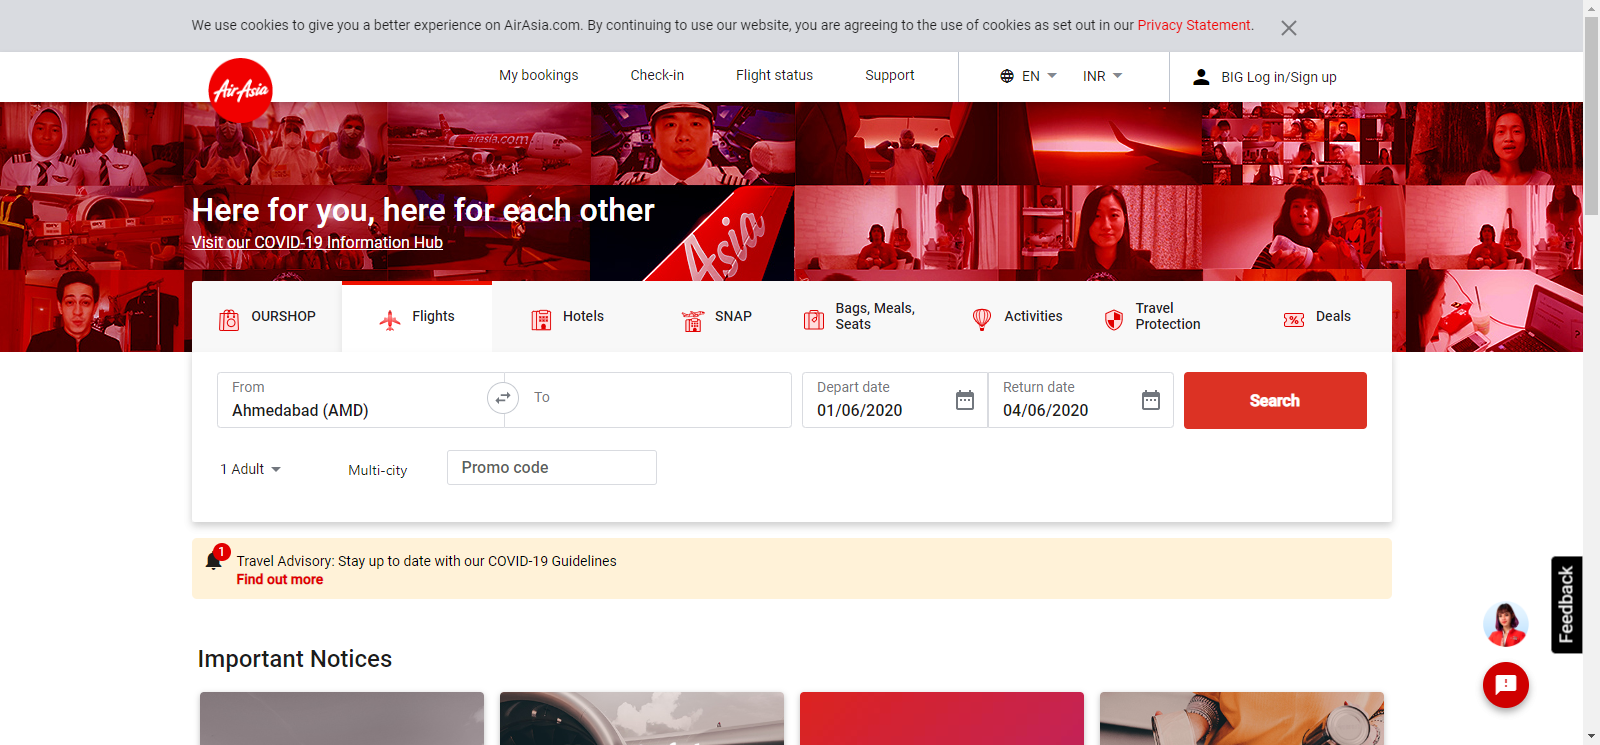 We use cookies to give you a better experience on AirAsia.com. By continuing to use our website, you are agreeing to the use of cookies as set out in our Privacy Statement.
AirAsia
My bookings
Check-in
Flight status
Support
EN
INR
BIG Log in/Sign up
airasia.com
Asia
Here for you, here for each other
Visit our COVID-19 Information Hub
OURSHOP
Flights
Hotels
SNAP
Bags, Meals,
Seats
Activities
Travel
Protection
Deals
From
Ahmedabad (AMD)
To
Depart date
01/06/2020
Return date
04/06/2020
Search
1 Adult
Multi-city
Promo code
1
Travel Advisory: Stay up to date with our COVID-19 Guidelines
Find out more
Feedback
Important Notices